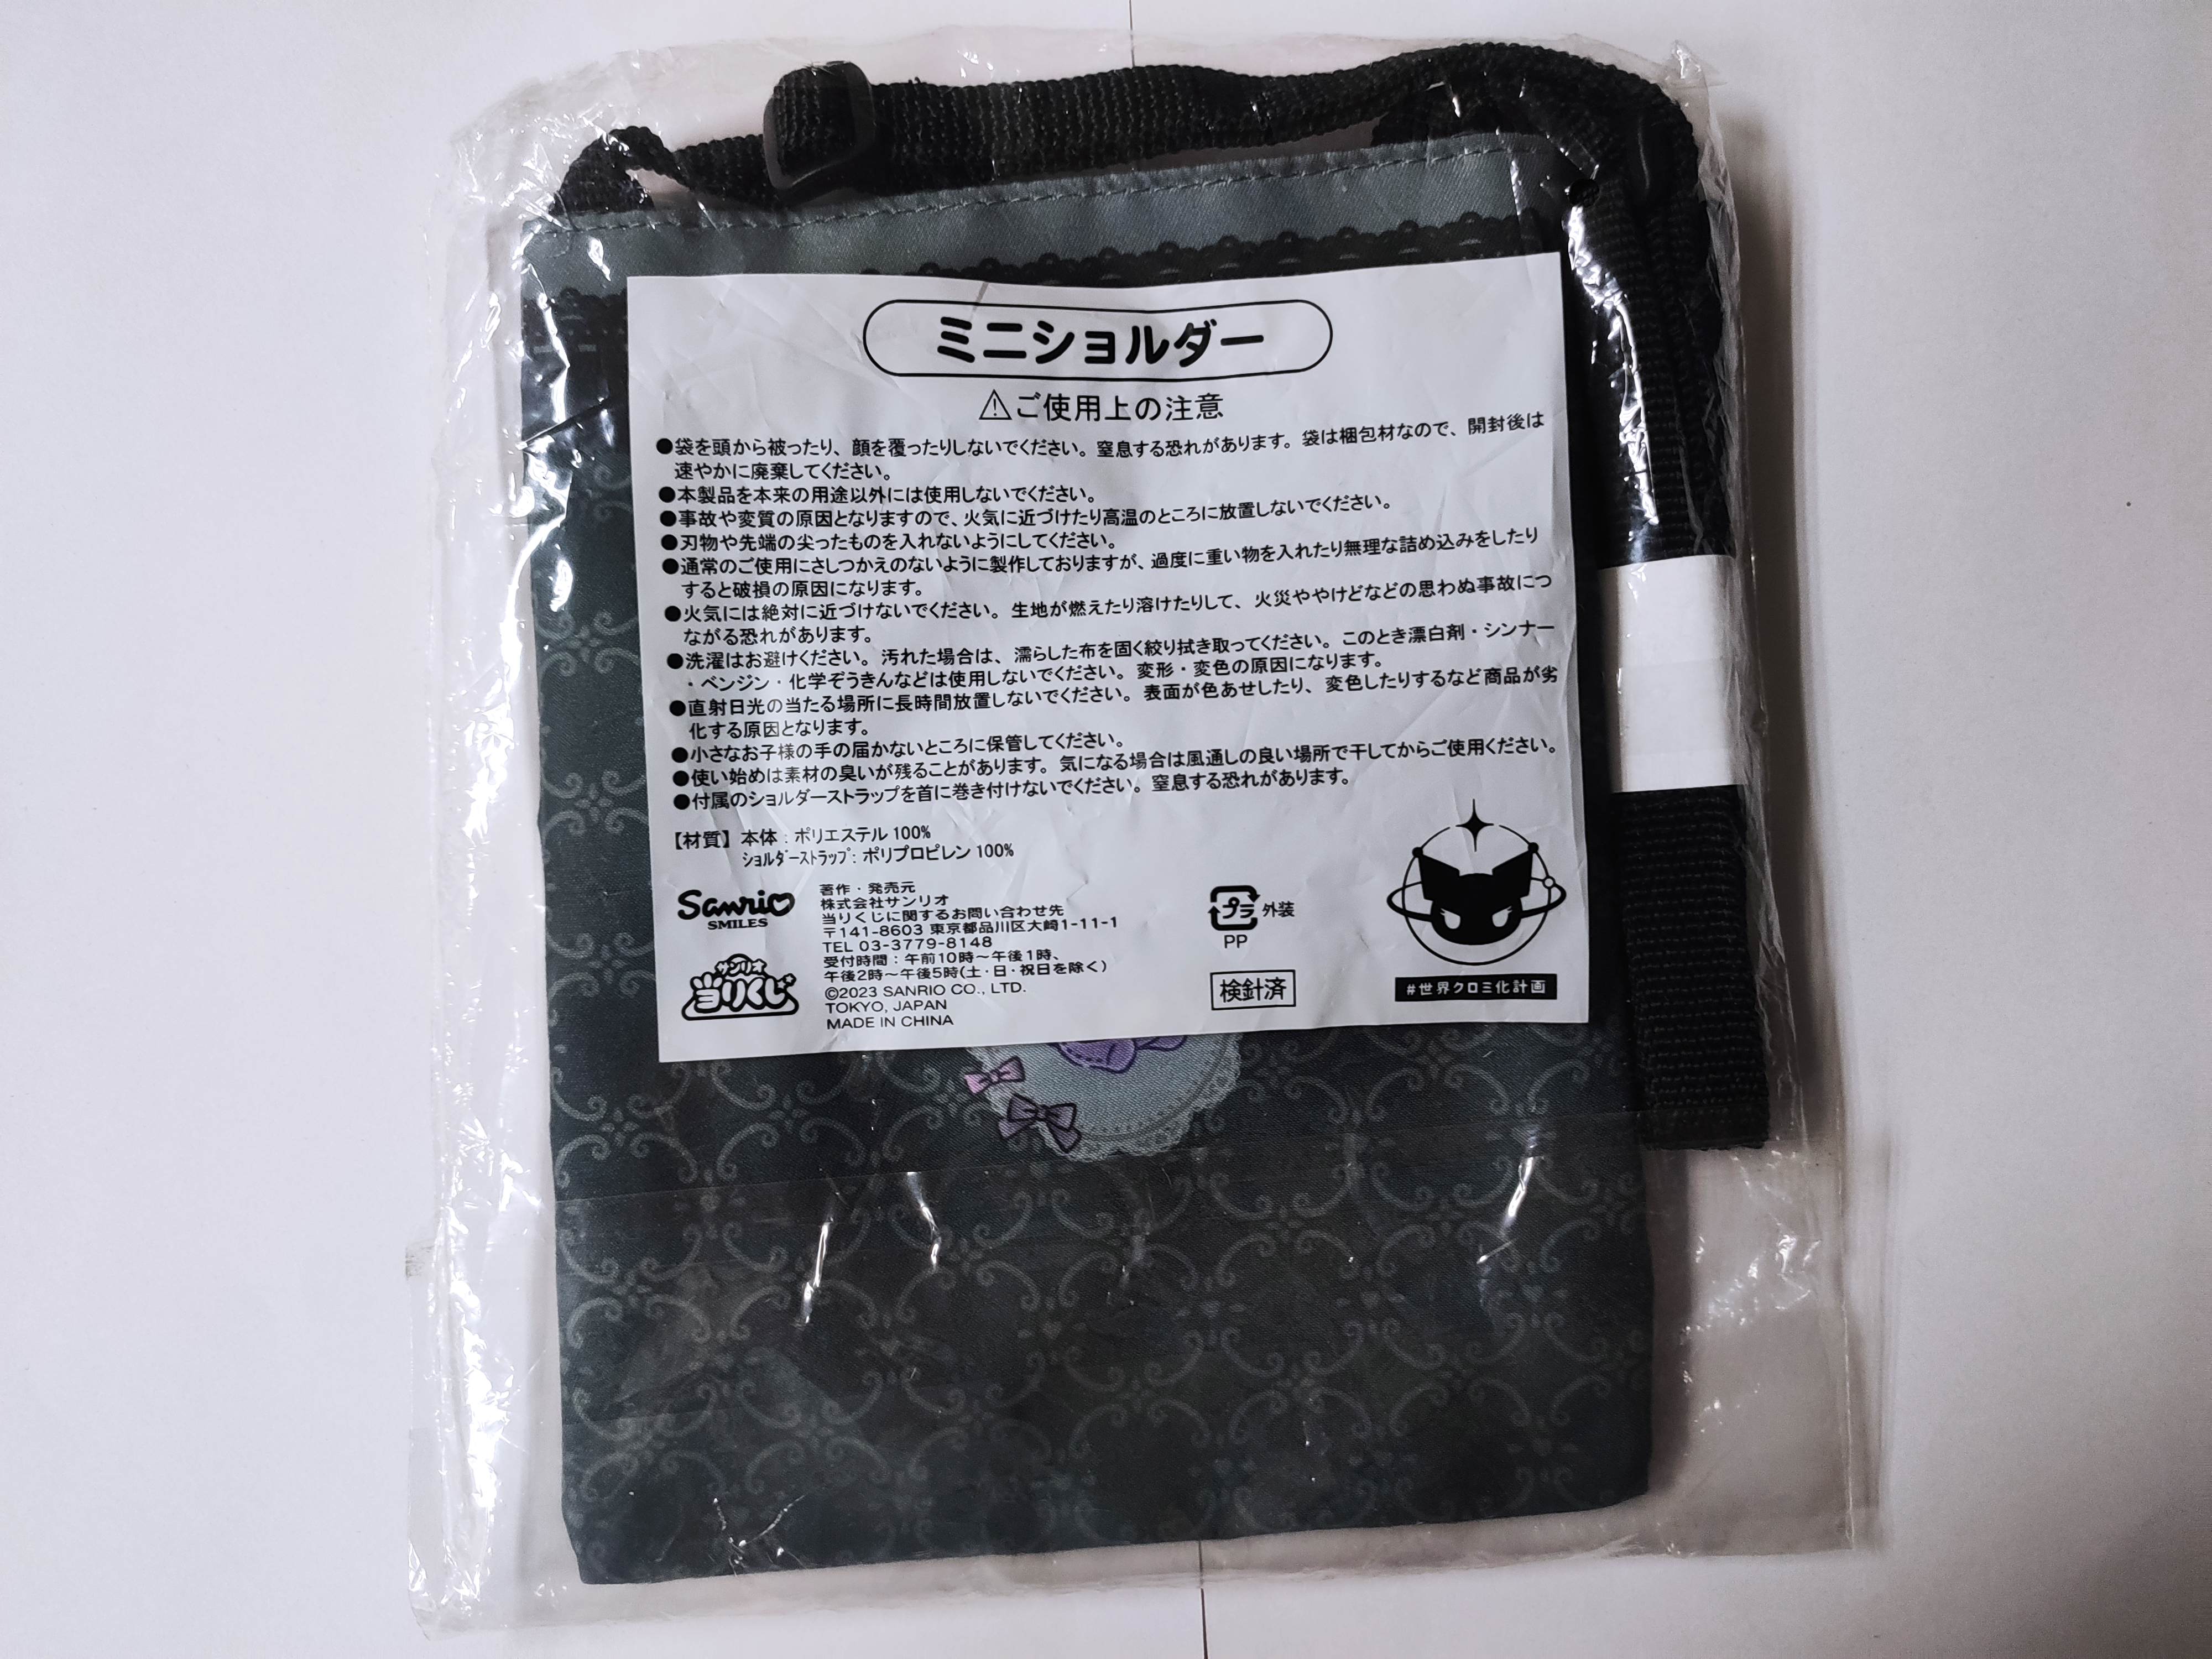 ミニショルダー
⚠ご使用上の注意
●袋を頭から被ったり、顔を覆ったりしないでください。窒息する恐れがあります。袋は梱包材なので、開封後は
速やかに廃棄してください。
●本製品を本来の用途以外には使用しないでください。
●事故や変質の原因となりますので、火気に近づけたり高温のところに放置しないでください。
●刃物や先端の尖ったものを入れないようにしてください。
●通常のご使用にさしつかえのないように製作しておりますが、過度に重い物を入れたり無理な詰め込みをしたり
すると破損の原因になります。
●火気には絶対に近づけないでください。生地が燃えたり溶けたりして、火災ややけどなどの思わぬ事故につ
ながる恐れがあります。
●洗濯はお避けください。汚れた場合は、濡らした布を固く絞り拭き取ってください。このとき漂白剤・シンナー
・ベンジン・化学ぞうきんなどは使用しないでください。変形・変色の原因になります。
●直射日光の当たる場所に長時間放置しないでください。表面が色あせしたり、変色したりするなど商品が劣
化する原因となります。
●小さなお子様の手の届かないところに保管してください。
●使い始めは素材の臭いが残ることがあります。気になる場合は風通しの良い場所で干してからご使用ください。
●付属のショルダーストラップを首に巻き付けないでください。窒息する恐れがあります。
【材質】本体：ポリエステル 100%
ショルダーストラップ：ポリプロピレン 100%
Sanrio
SMILES
サンリオ
当りくじ
著作・発売元
株式会社サンリオ
当りくじに関するお問い合わせ先
〒141-8603 東京都品川区大崎1-11-1
TEL 03-3779-8148
受付時間：午前10時～午後1時、
午後2時～午後5時(土・日・祝日を除く)
©2023 SANRIO CO., LTD.
TOKYO, JAPAN
MADE IN CHINA
プラ 外装
PP
検針済
#世界クロミ化計画